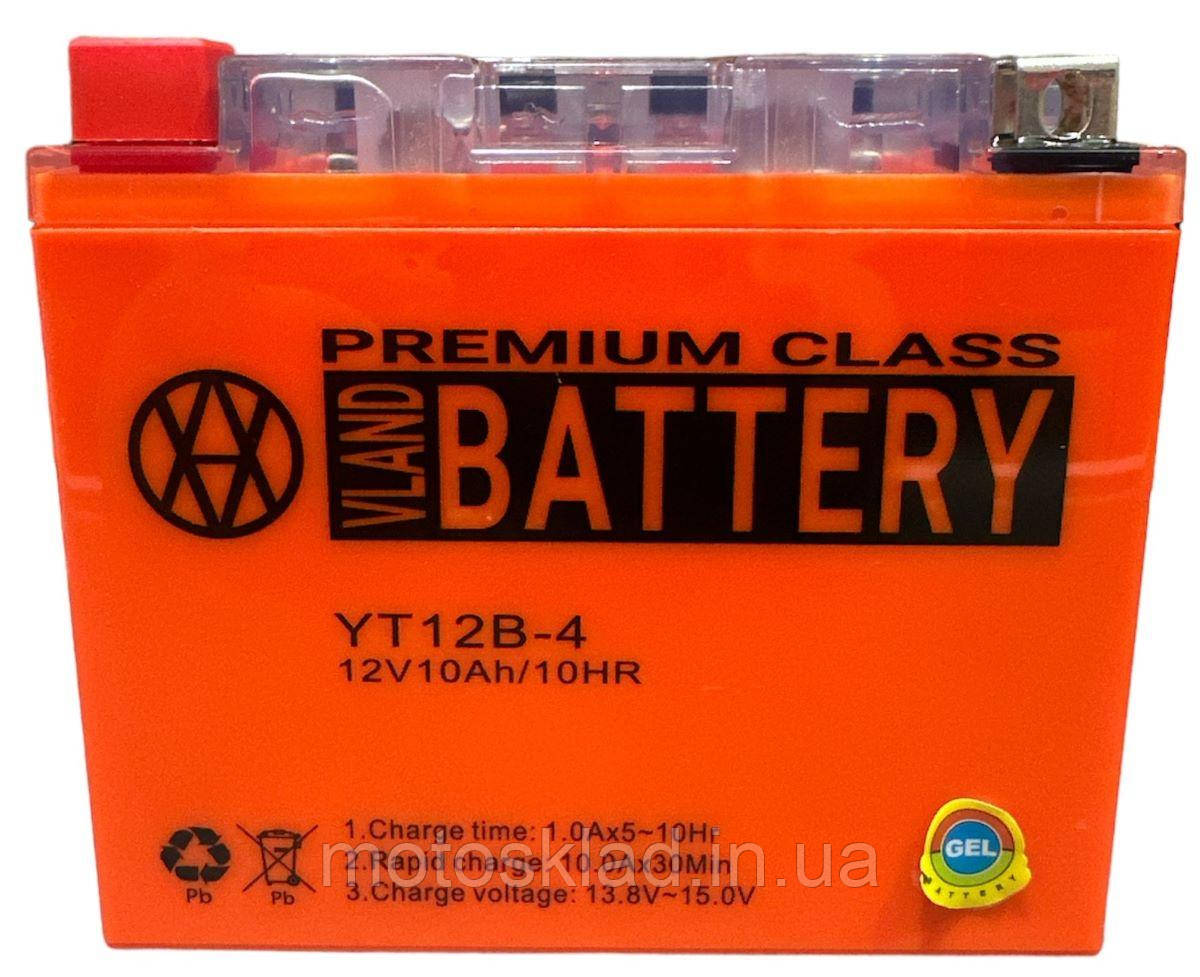 PREMIUM CLASS
VLAND
BATTERY
YT12B-4
12V10Ah/10HR
1.Charge time: 1.0Ax5~10Hr
2.Rapid charge: 10.0Ax30Min
3.Charge voltage: 13.8V~15.0V
Pb
Pb
GEL
BATTERY
motosklad.in.ua